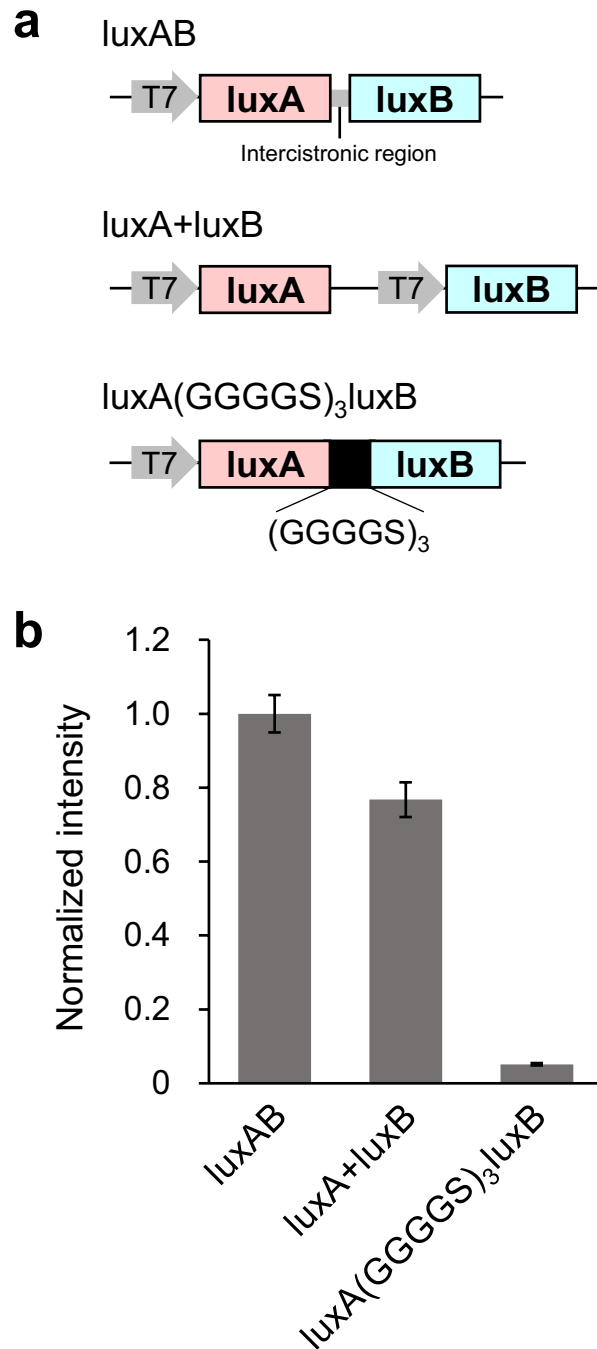 a
luxAB
T7 luxA luxB
Intercistronic region
luxA+luxB
T7 luxA T7 luxB
luxA(GGGGS)₃luxB
T7 luxA luxB
(GGGGS)₃
b
Normalized intensity
1.2
1.0
0.8
0.6
0.4
0.2
0
luxAB
luxA+luxB
luxA(GGGGS)₃luxB